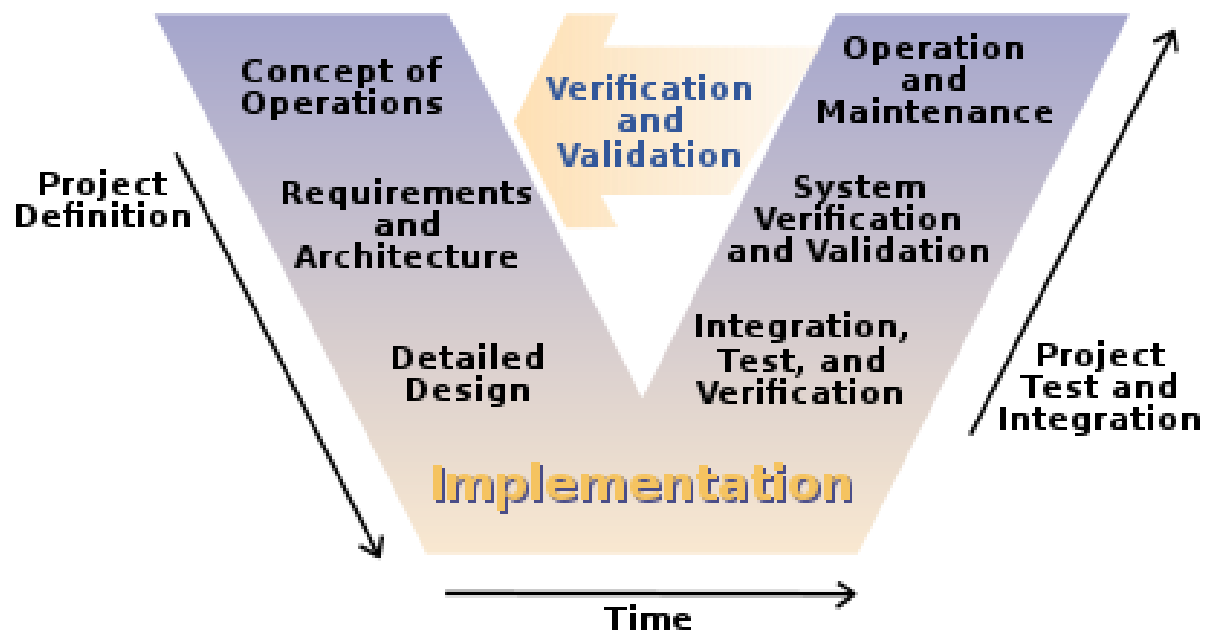 Concept of
Operations
Verification
and
Validation
Operation
and
Maintenance
Project
Definition
Requirements
and
Architecture
System
Verification
and Validation
Detailed
Design
Integration,
Test, and
Verification
Project
Test and
Integration
Implementation
Time